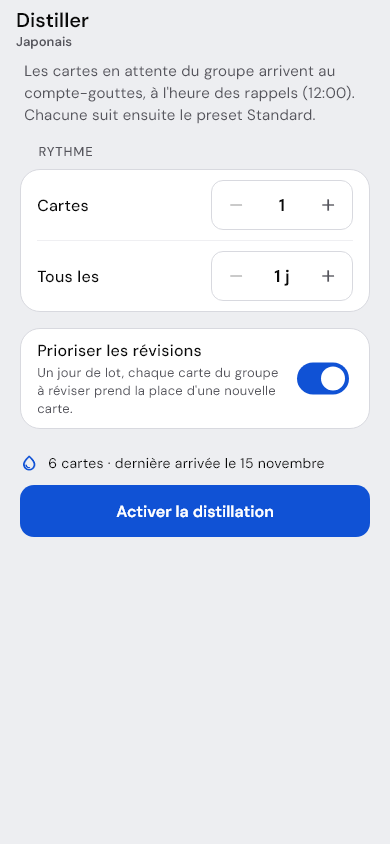 Distiller
Japonais
Les cartes en attente du groupe arrivent au
compte-gouttes, à l'heure des rappels (12:00).
Chacune suit ensuite le preset Standard.
RYTHME
Cartes
− 1 +
Tous les
− 1 j +
Prioriser les révisions
Un jour de lot, chaque carte du groupe
à réviser prend la place d'une nouvelle
carte.
6 cartes · dernière arrivée le 15 novembre
Activer la distillation